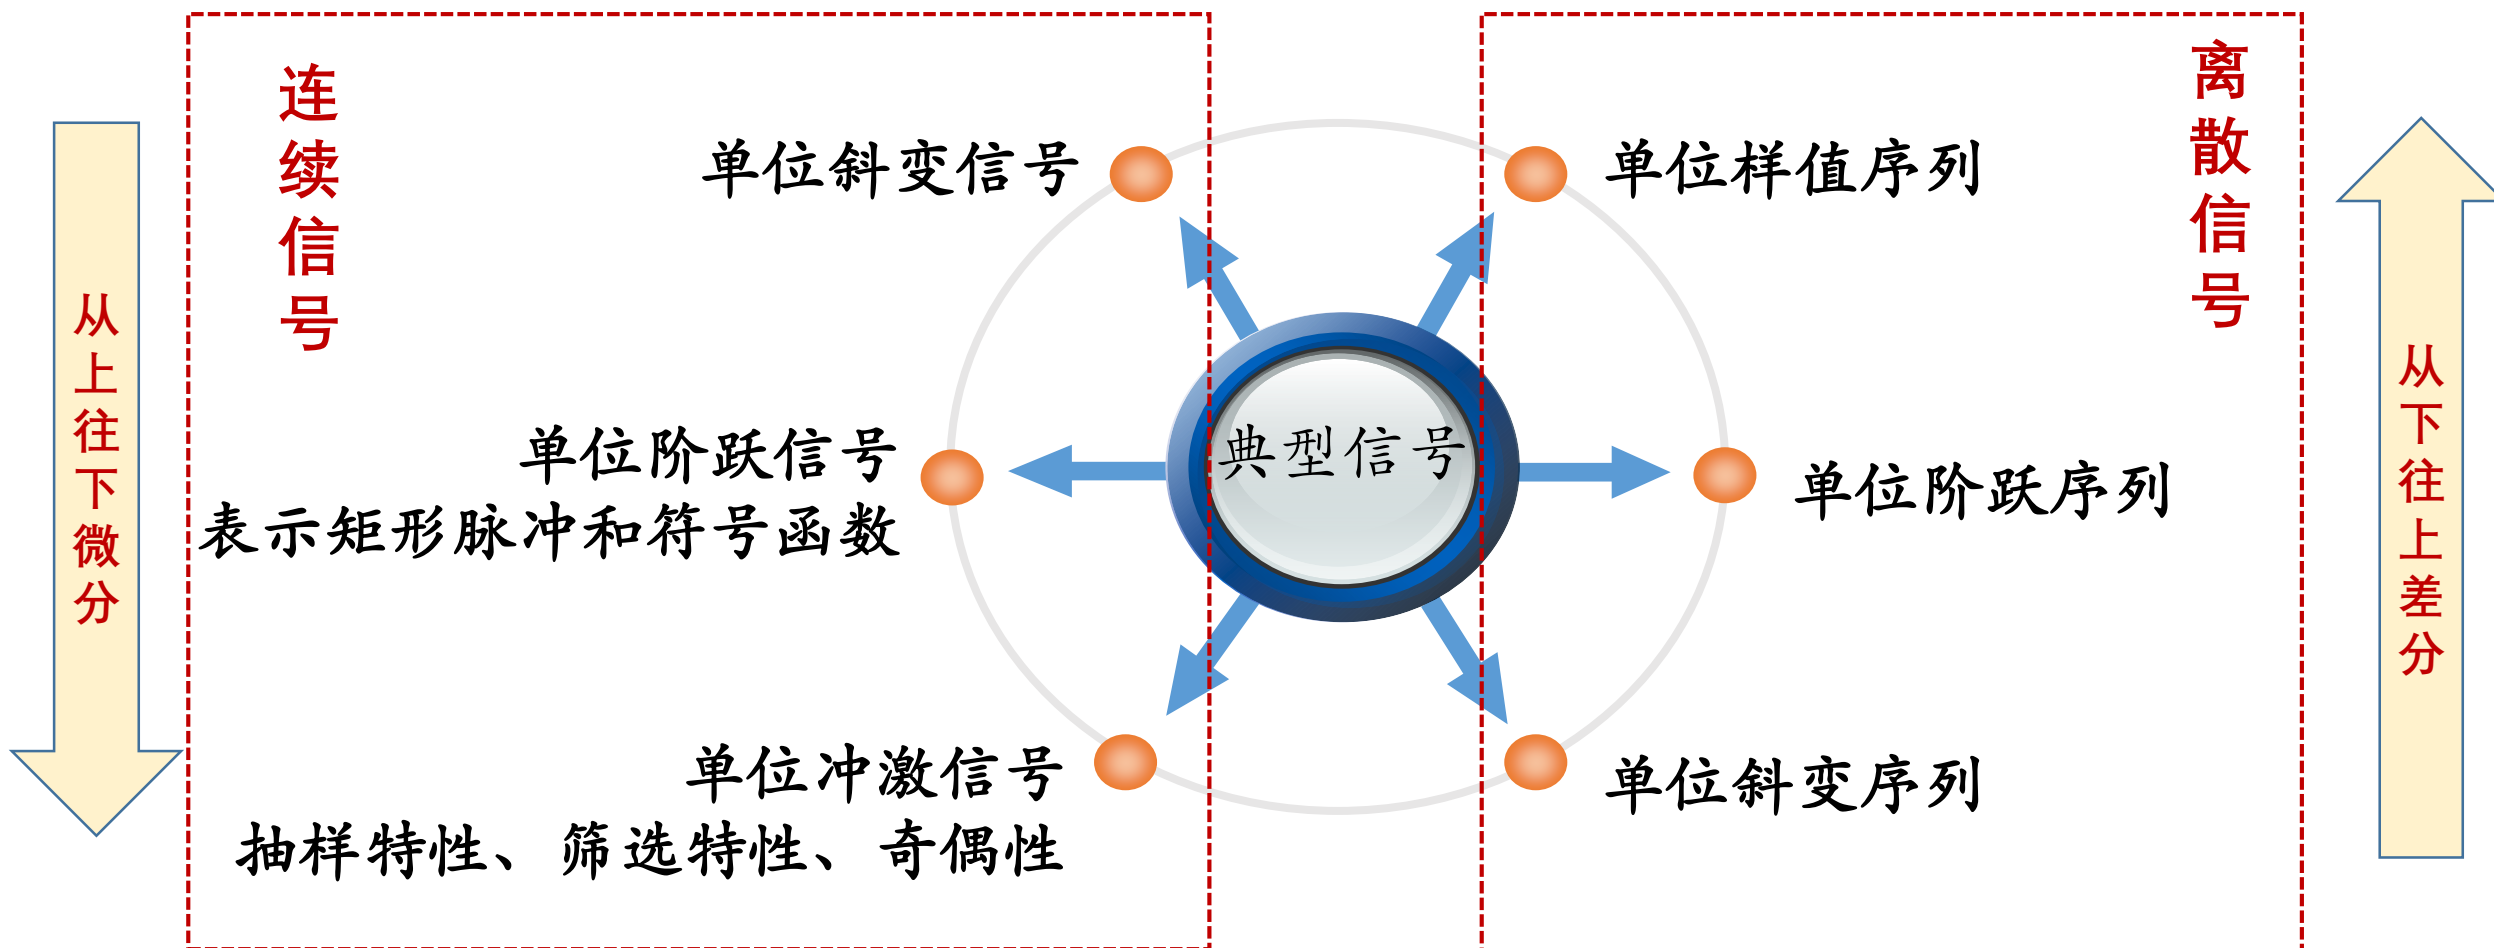 连续信号
从上往下微分
单位斜变信号
单位阶跃信号
表示分段函和符号函数
单位冲激信号
抽样特性、筛选特性、奇偶性
典型信号
离散信号
单位样值序列
单位阶跃序列
单位斜变序列
从下往上差分